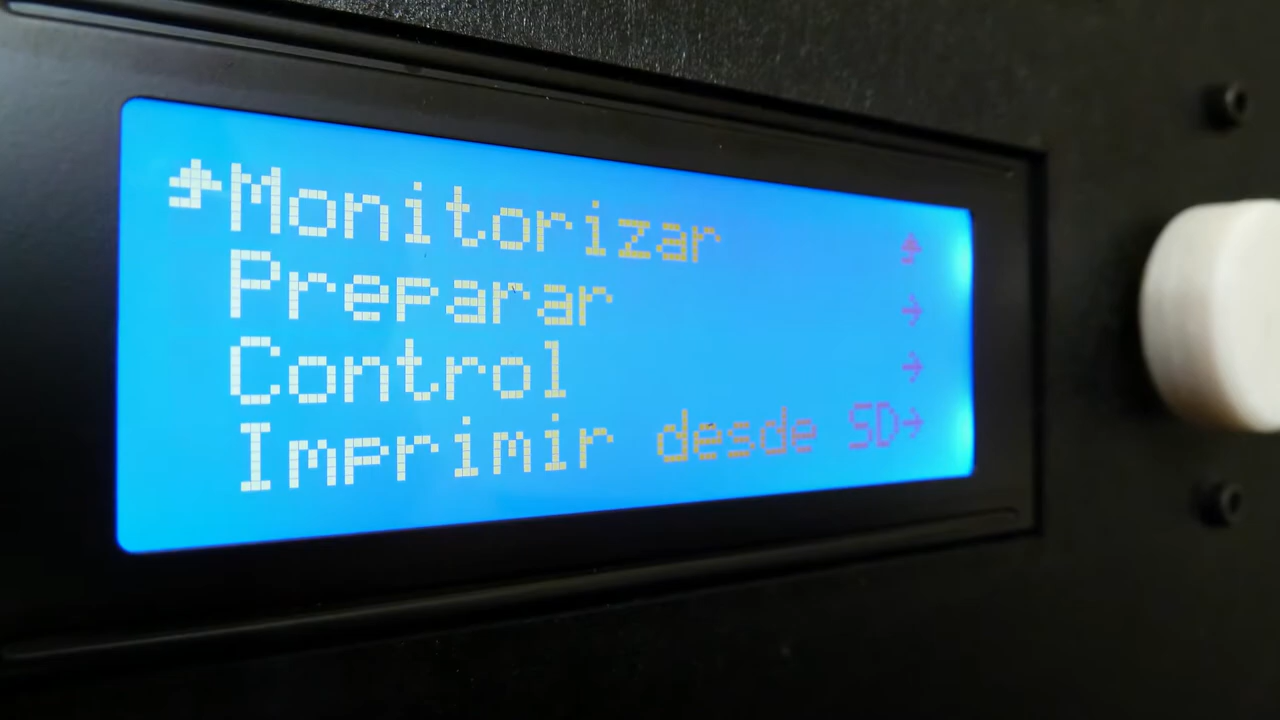 Monitorizar
Preparar →
Control →
Imprimir desde SD→